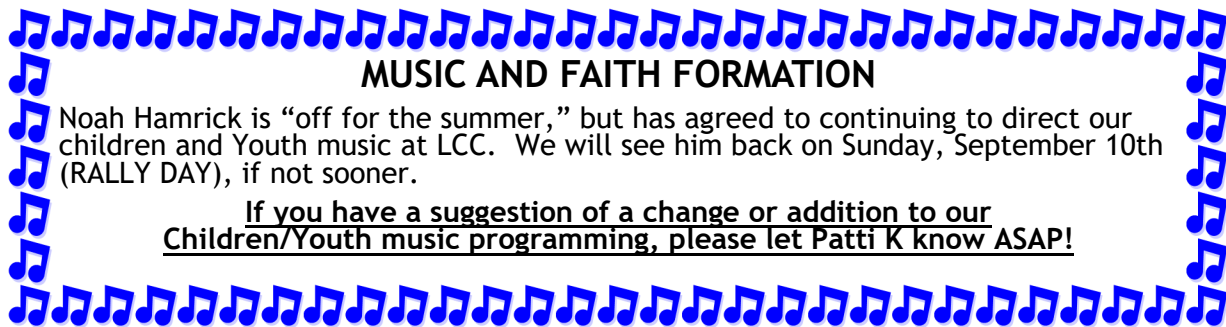 MUSIC AND FAITH FORMATION
Noah Hamrick is “off for the summer,” but has agreed to continuing to direct our
children and Youth music at LCC.  We will see him back on Sunday, September 10th
(RALLY DAY), if not sooner.
If you have a suggestion of a change or addition to our
Children/Youth music programming, please let Patti K know ASAP!